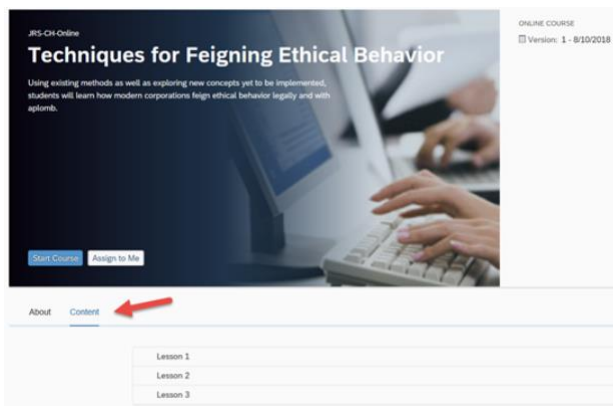 JRS-CH-Online
Techniques for Feigning Ethical Behavior
Using existing methods as well as exploring new concepts yet to be implemented,
students will learn how modern corporations feign ethical behavior legally and with
aplomb.
Start Course Assign to Me
ONLINE COURSE
Version: 1 - 8/10/2018
About Content
Lesson 1
Lesson 2
Lesson 3